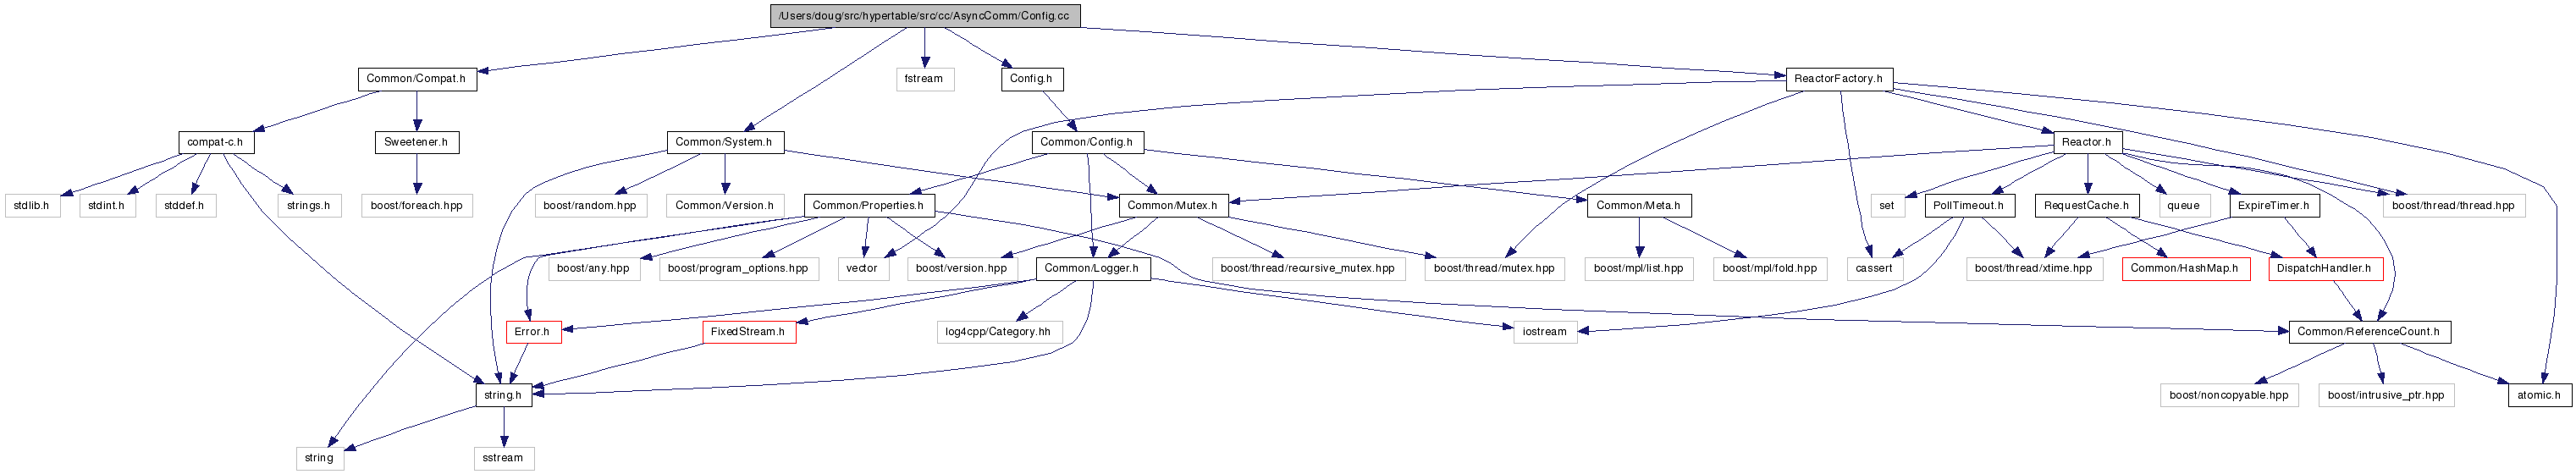 /Users/doug/src/hypertable/src/cc/AsyncComm/Config.cc
Common/Compat.h
fstream
Config.h
ReactorFactory.h
compat-c.h
Sweetener.h
Common/System.h
Common/Config.h
Reactor.h
stdlib.h
stdint.h
stddef.h
strings.h
boost/foreach.hpp
boost/random.hpp
Common/Version.h
Common/Properties.h
Common/Mutex.h
Common/Meta.h
set
PollTimeout.h
RequestCache.h
queue
ExpireTimer.h
boost/thread/thread.hpp
boost/any.hpp
boost/program_options.hpp
vector
boost/version.hpp
Common/Logger.h
boost/thread/recursive_mutex.hpp
boost/thread/mutex.hpp
boost/mpl/list.hpp
boost/mpl/fold.hpp
cassert
boost/thread/xtime.hpp
Common/HashMap.h
DispatchHandler.h
Error.h
FixedStream.h
log4cpp/Category.hh
iostream
Common/ReferenceCount.h
string.h
boost/noncopyable.hpp
boost/intrusive_ptr.hpp
atomic.h
string
sstream